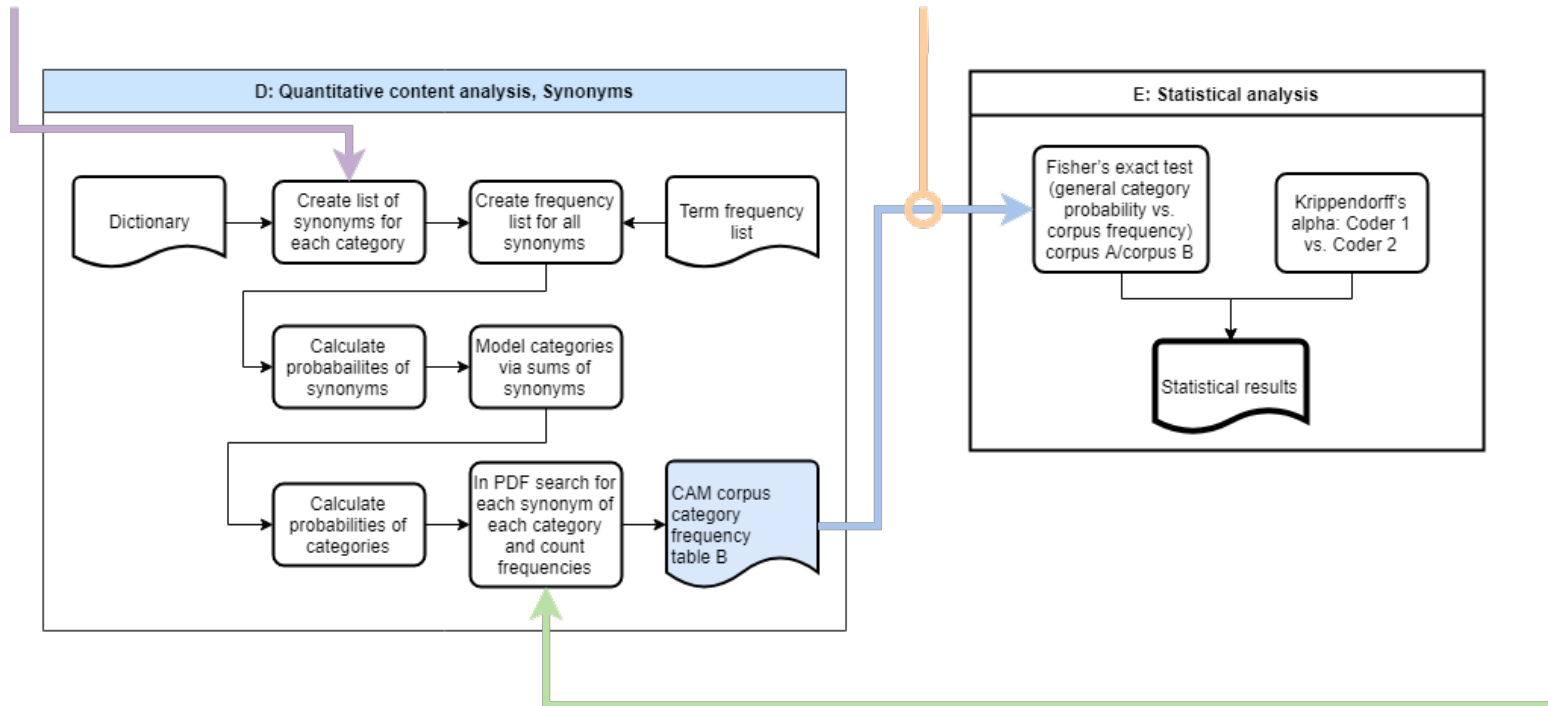 D: Quantitative content analysis, Synonyms
Dictionary
Create list of
synonyms for
each category
Create frequency
list for all
synonyms
Term frequency
list
Calculate
probabailites of
synonyms
Model categories
via sums of
synonyms
Calculate
probabilities of
categories
In PDF search for
each synonym of
each category
and count
frequencies
CAM corpus
category
frequency
table B
E: Statistical analysis
Fisher's exact test
(general category
probability vs.
corpus frequency)
corpus A/corpus B
Krippendorff's
alpha: Coder 1
vs. Coder 2
Statistical results